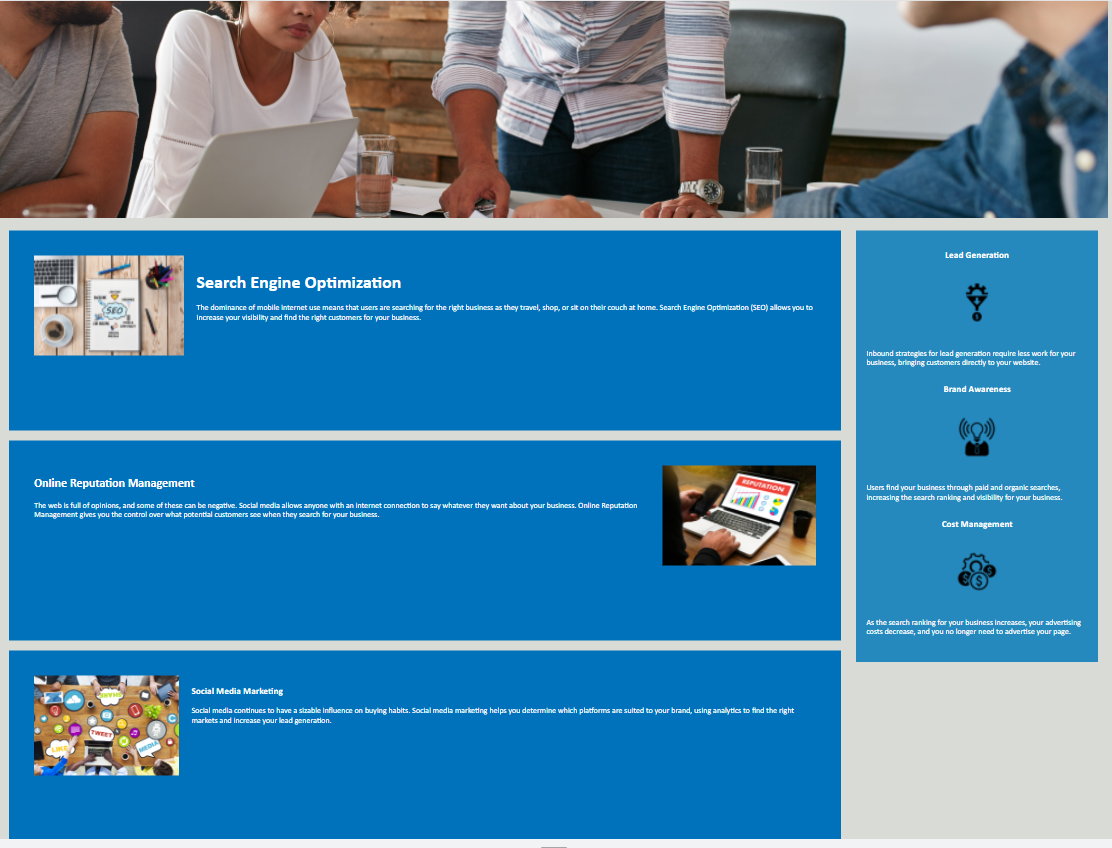 Search Engine Optimization
The dominance of mobile internet use means that users are searching for the right business as they travel, shop, or sit on their couch at home. Search Engine Optimization (SEO) allows you to
increase your visibility and find the right customers for your business.
SEO
Online Reputation Management
The web is full of opinions, and some of these can be negative. Social media allows anyone with an internet connection to say whatever they want about your business. Online Reputation
Management gives you the control over what potential customers see when they search for your business.
REPUTATION
Social Media Marketing
Social media continues to have a sizable influence on buying habits. Social media marketing helps you determine which platforms are suited to your brand, using analytics to find the right
markets and increase your lead generation.
SHARE
TWEET
LIKE
MEDIA
Lead Generation
Inbound strategies for lead generation require less work for your
business, bringing customers directly to your website.
Brand Awareness
Users find your business through paid and organic searches,
increasing the search ranking and visibility for your business.
Cost Management
As the search ranking for your business increases, your advertising
costs decrease, and you no longer need to advertise your page.